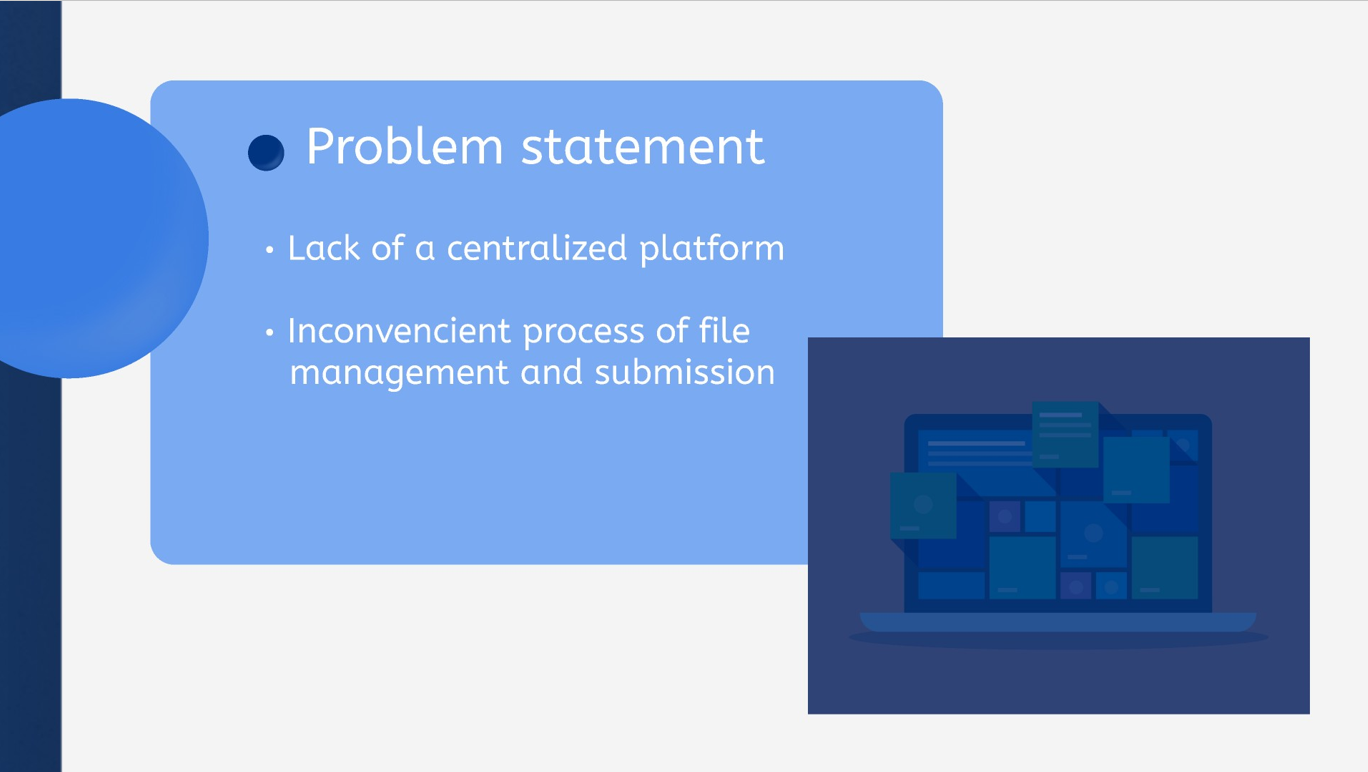 Problem statement
• Lack of a centralized platform
• Inconvencient process of file
management and submission